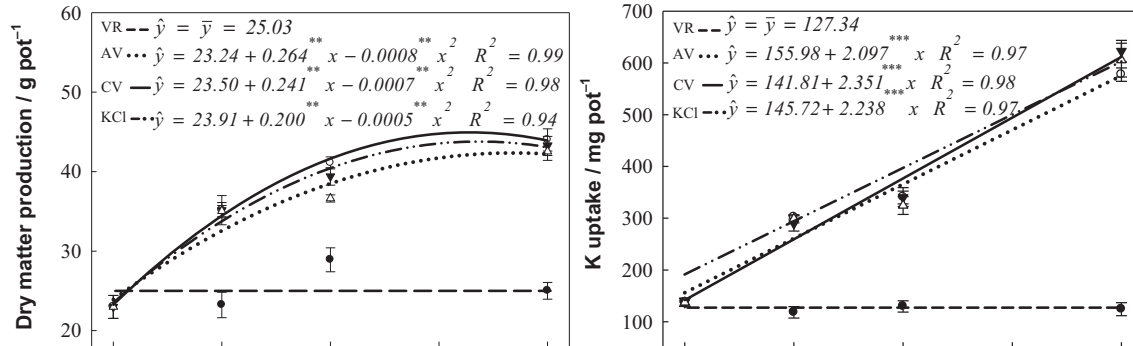 VR ŷ = ȳ = 25.03
AV ŷ = 23.24 + 0.264** x − 0.0008** x² R² = 0.99
CV ŷ = 23.50 + 0.241** x − 0.0007** x² R² = 0.98
KCl ŷ = 23.91 + 0.200** x − 0.0005** x² R² = 0.94
Dry matter production / g pot⁻¹
60
50
40
30
20
VR ŷ = ȳ = 127.34
AV ŷ = 155.98 + 2.097*** x R² = 0.97
CV ŷ = 141.81 + 2.351*** x R² = 0.98
KCl ŷ = 145.72 + 2.238*** x R² = 0.97
K uptake / mg pot⁻¹
700
600
500
400
300
200
100